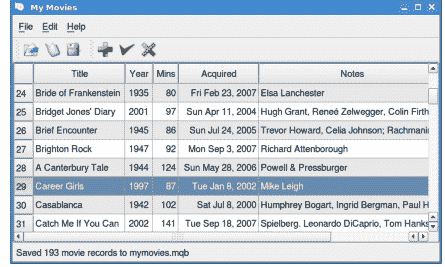 My Movies
File Edit Help
Title Year Mins Acquired Notes
24 Bride of Frankenstein 1935 80 Fri Feb 23, 2007 Elsa Lanchester
25 Bridget Jones' Diary 2001 97 Sun Apr 11, 2004 Hugh Grant, Reneé Zelwegger, Colin Firth
26 Brief Encounter 1945 86 Sun Jul 24, 2005 Trevor Howard, Celia Johnson; Rachmanin
27 Brighton Rock 1947 92 Mon Sep 3, 2007 Richard Attenborough
28 A Canterbury Tale 1944 124 Sun May 28, 2006 Powell & Pressburger
29 Career Girls 1997 87 Tue Jan 8, 2002 Mike Leigh
30 Casablanca 1942 102 Sat Jul 8, 2000 Humphrey Bogart, Ingrid Bergman, Paul H
31 Catch Me If You Can 2002 141 Tue Sep 18, 2007 Spielberg. Leonardo DiCaprio, Tom Hanks
Saved 193 movie records to mymovies.mqb